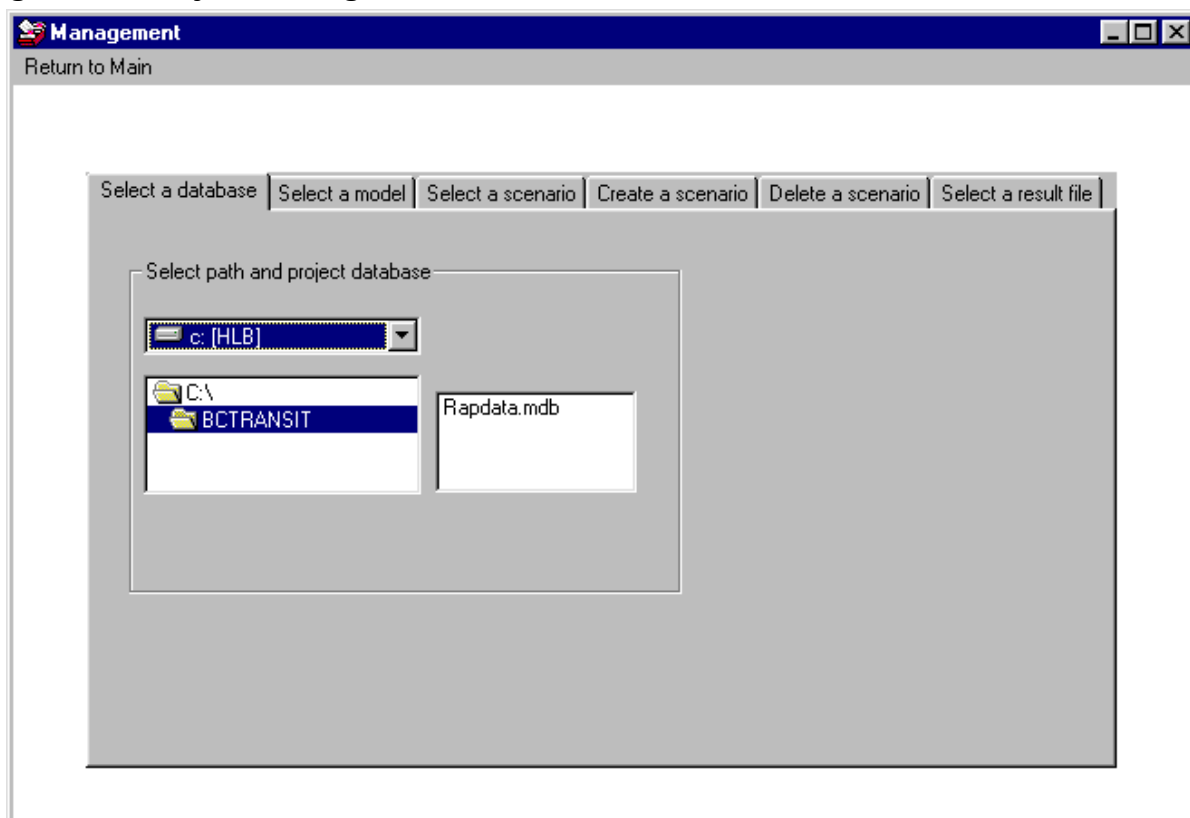 Management
Return to Main
Select a database Select a model Select a scenario Create a scenario Delete a scenario Select a result file
Select path and project database
c: [HLB]
C:\
Rapdata.mdb
BCTRANSIT